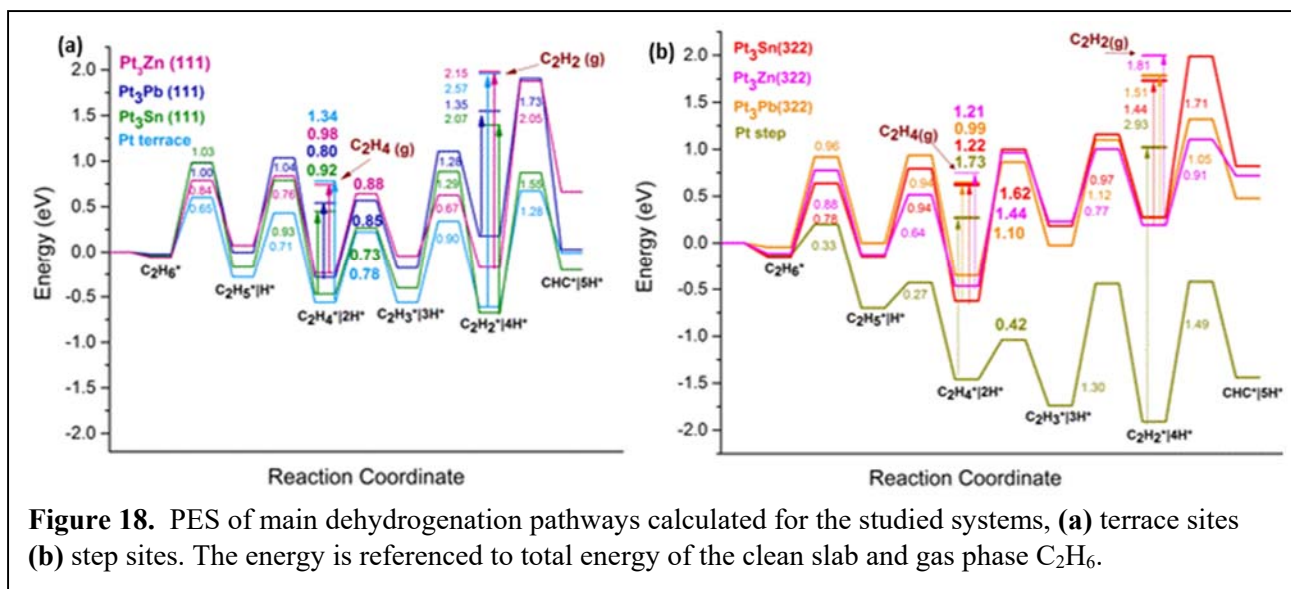 (a)
Pt₃Zn (111)
Pt₃Pb (111)
Pt₃Sn (111)
Pt terrace
Energy (eV)
2.0
1.5
1.0
0.5
0.0
-0.5
-1.0
-1.5
-2.0
1.03
1.00
0.84
0.65
1.04
0.76
0.93
0.71
1.34
0.98
0.80
0.92
C₂H₄ (g)
0.88
0.85
0.73
0.78
1.28
1.29
0.67
0.90
2.15
2.57
1.35
2.07
C₂H₂ (g)
1.73
2.05
1.55
1.28
C₂H₆*
C₂H₅*|H*
C₂H₄*|2H*
C₂H₃*|3H*
C₂H₂*|4H*
CHC*|5H*
Reaction Coordinate
(b)
Pt₃Sn(322)
Pt₃Zn(322)
Pt₃Pb(322)
Pt step
Energy (eV)
2.0
1.5
1.0
0.5
0.0
-0.5
-1.0
-1.5
-2.0
0.96
0.88
0.78
0.33
0.94
0.94
0.64
0.27
1.21
0.99
1.22
1.73
C₂H₄(g)
1.62
1.44
1.10
0.42
0.97
1.12
0.77
1.30
C₂H₂(g)
1.81
1.51
1.44
2.93
1.71
1.05
0.91
1.49
C₂H₆*
C₂H₅*|H*
C₂H₄*|2H*
C₂H₃*|3H*
C₂H₂*|4H*
CHC*|5H*
Reaction Coordinate
Figure 18. PES of main dehydrogenation pathways calculated for the studied systems, (a) terrace sites
(b) step sites. The energy is referenced to total energy of the clean slab and gas phase C₂H₆.